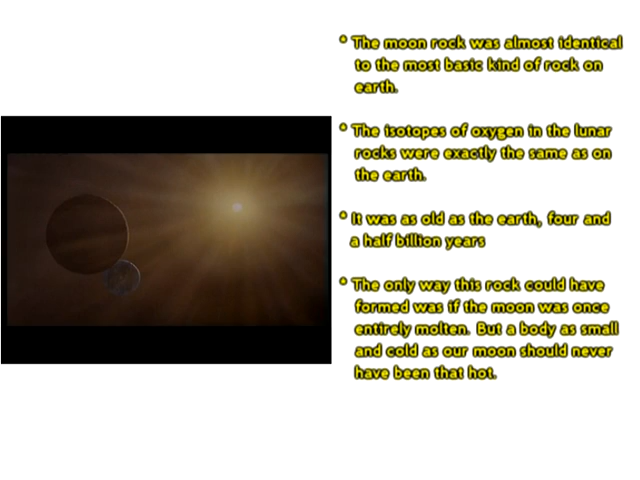 * The moon rock was almost identical
to the most basic kind of rock on
earth.
* The isotopes of oxygen in the lunar
rocks were exactly the same as on
the earth.
* It was as old as the earth, four and
a half billion years
* The only way this rock could have
formed was if the moon was once
entirely molten. But a body as small
and cold as our moon should never
have been that hot.